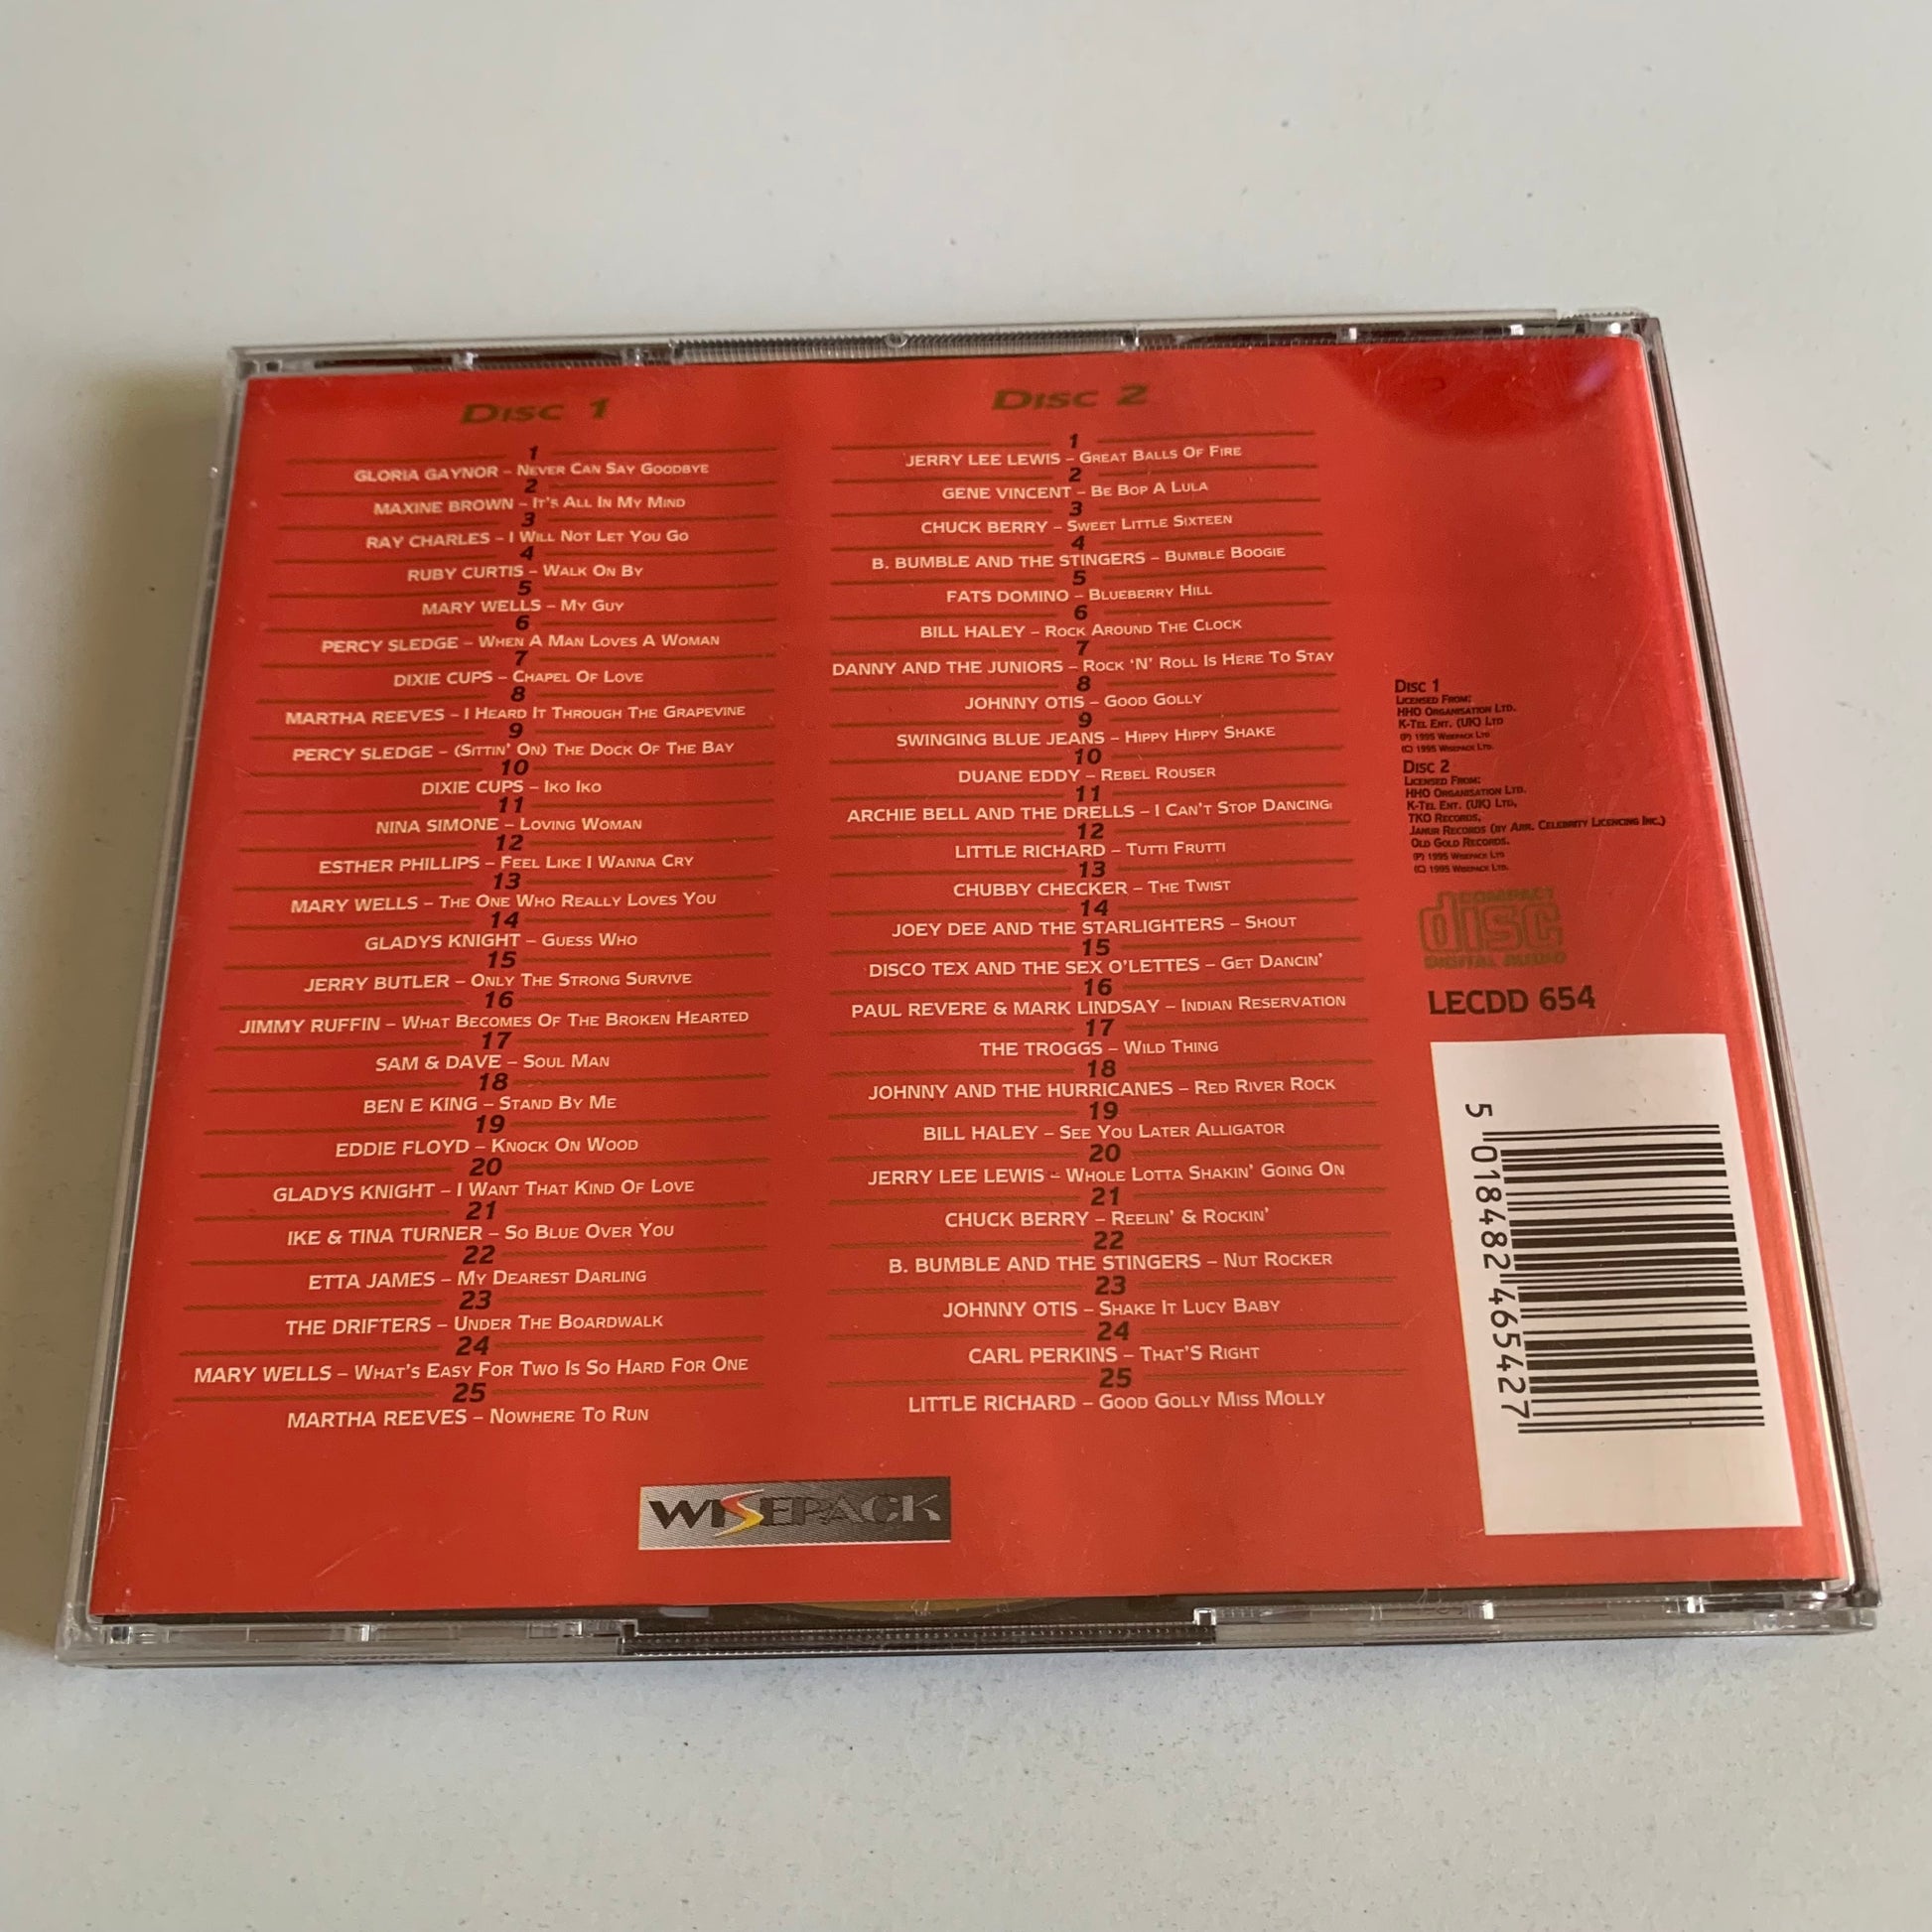 Disc 1
1
GLORIA GAYNOR – Never Can Say Goodbye
2
MAXINE BROWN – It's All In My Mind
3
RAY CHARLES – I Will Not Let You Go
4
RUBY CURTIS – Walk On By
5
MARY WELLS – My Guy
6
PERCY SLEDGE – When A Man Loves A Woman
7
DIXIE CUPS – Chapel Of Love
8
MARTHA REEVES – I Heard It Through The Grapevine
9
PERCY SLEDGE – (Sittin' On) The Dock Of The Bay
10
DIXIE CUPS – Iko Iko
11
NINA SIMONE – Loving Woman
12
ESTHER PHILLIPS – Feel Like I Wanna Cry
13
MARY WELLS – The One Who Really Loves You
14
GLADYS KNIGHT – Guess Who
15
JERRY BUTLER – Only The Strong Survive
16
JIMMY RUFFIN – What Becomes Of The Broken Hearted
17
SAM & DAVE – Soul Man
18
BEN E KING – Stand By Me
19
EDDIE FLOYD – Knock On Wood
20
GLADYS KNIGHT – I Want That Kind Of Love
21
IKE & TINA TURNER – So Blue Over You
22
ETTA JAMES – My Dearest Darling
23
THE DRIFTERS – Under The Boardwalk
24
MARY WELLS – What's Easy For Two Is So Hard For One
25
MARTHA REEVES – Nowhere To Run
Disc 2
1
JERRY LEE LEWIS – Great Balls Of Fire
2
GENE VINCENT – Be Bop A Lula
3
CHUCK BERRY – Sweet Little Sixteen
4
B. BUMBLE AND THE STINGERS – Bumble Boogie
5
FATS DOMINO – Blueberry Hill
6
BILL HALEY – Rock Around The Clock
7
DANNY AND THE JUNIORS – Rock 'N' Roll Is Here To Stay
8
JOHNNY OTIS – Good Golly
9
SWINGING BLUE JEANS – Hippy Hippy Shake
10
DUANE EDDY – Rebel Rouser
11
ARCHIE BELL AND THE DRELLS – I Can't Stop Dancing
12
LITTLE RICHARD – Tutti Frutti
13
CHUBBY CHECKER – The Twist
14
JOEY DEE AND THE STARLIGHTERS – Shout
15
DISCO TEX AND THE SEX O'LETTES – Get Dancin'
16
PAUL REVERE & MARK LINDSAY – Indian Reservation
17
THE TROGGS – Wild Thing
18
JOHNNY AND THE HURRICANES – Red River Rock
19
BILL HALEY – See You Later Alligator
20
JERRY LEE LEWIS – Whole Lotta Shakin' Going On
21
CHUCK BERRY – Reelin' & Rockin'
22
B. BUMBLE AND THE STINGERS – Nut Rocker
23
JOHNNY OTIS – Shake It Lucy Baby
24
CARL PERKINS – That'S Right
25
LITTLE RICHARD – Good Golly Miss Molly
Disc 1
Licensed From:
HHO Organisation Ltd.
K-Tel Ent. (UK) Ltd
(P) 1995 Wisepack Ltd
(C) 1995 Wisepack Ltd.
Disc 2
Licensed From:
HHO Organisation Ltd.
K-Tel Ent. (UK) Ltd,
TKO Records,
Janur Records (by Arr. Celebrity Licencing Inc.)
Old Gold Records.
(P) 1995 Wisepack Ltd
(C) 1995 Wisepack Ltd.
COMPACT
disc
DIGITAL AUDIO
LECDD 654
5 018482 465427
WISEPACK